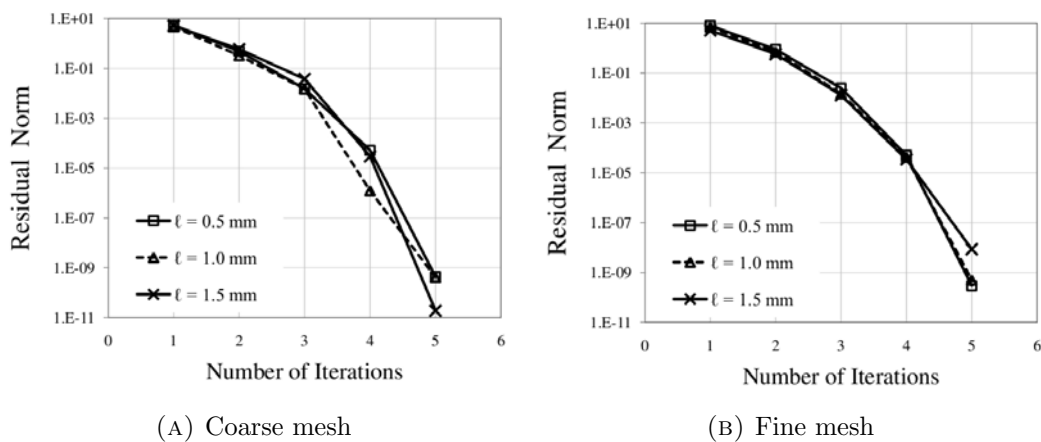 1.E+01
1.E-01
1.E-03
1.E-05
1.E-07
1.E-09
1.E-11
Residual Norm
ℓ = 0.5 mm
ℓ = 1.0 mm
ℓ = 1.5 mm
0 1 2 3 4 5 6
Number of Iterations
(A) Coarse mesh
1.E+01
1.E-01
1.E-03
1.E-05
1.E-07
1.E-09
1.E-11
Residual Norm
ℓ = 0.5 mm
ℓ = 1.0 mm
ℓ = 1.5 mm
0 1 2 3 4 5 6
Number of Iterations
(B) Fine mesh